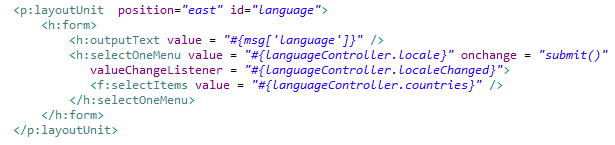 <p:layoutUnit  position="east" id="language">
    <h:form>
        <h:outputText value = "#{msg['language']}" />
        <h:selectOneMenu value = "#{languageController.locale}" onchange = "submit()"
           valueChangeListener = "#{languageController.localeChanged}">
           <f:selectItems value = "#{languageController.countries}" />
        </h:selectOneMenu>
    </h:form>
</p:layoutUnit>